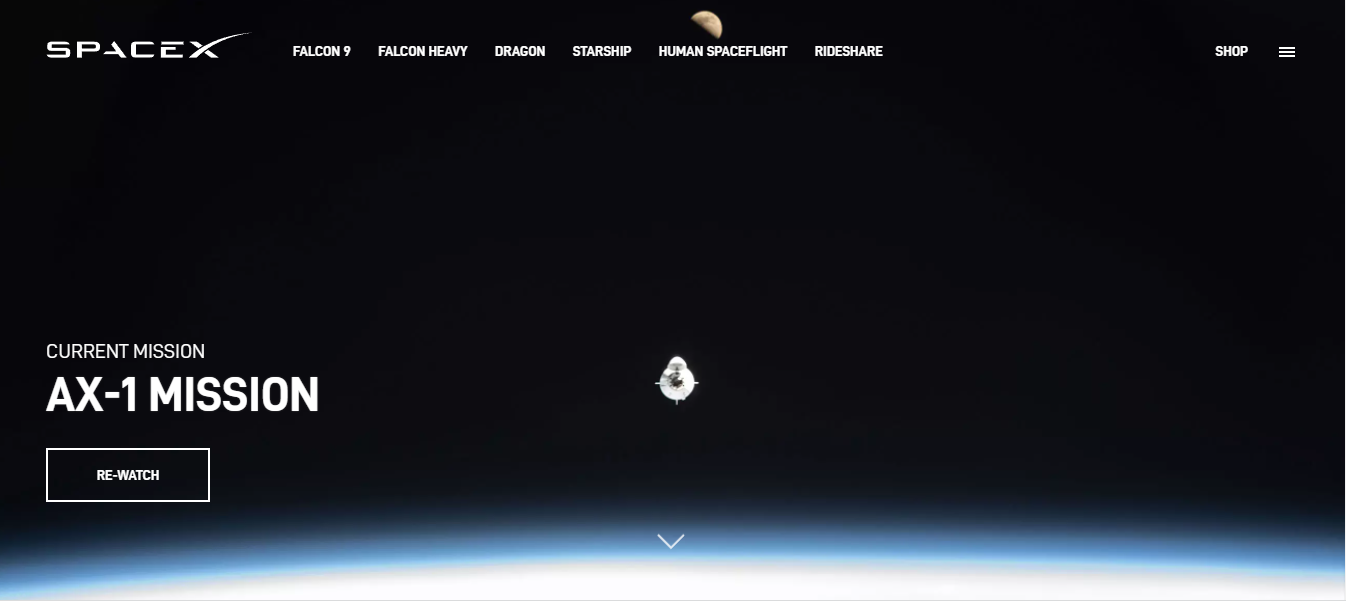 SPACEX FALCON 9 FALCON HEAVY DRAGON STARSHIP HUMAN SPACEFLIGHT RIDESHARE SHOP
CURRENT MISSION
AX-1 MISSION
RE-WATCH